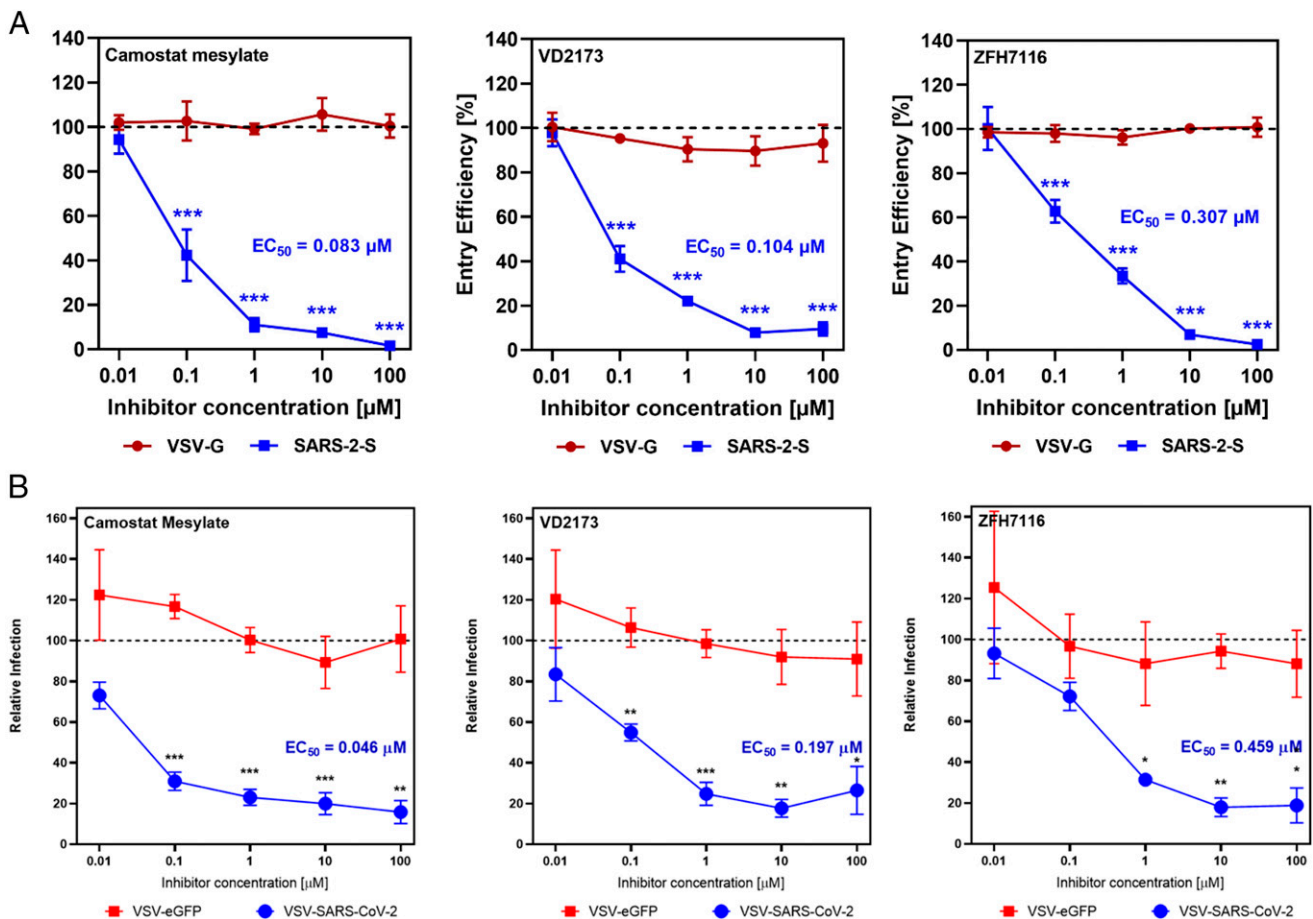 A
Camostat mesylate
140
120
100
80
60
40
20
0
***
***
***
***
EC50 = 0.083 µM
0.01 0.1 1 10 100
Inhibitor concentration [µM]
VSV-G SARS-2-S
VD2173
Entry Efficiency [%]
140
120
100
80
60
40
20
0
***
***
***
***
EC50 = 0.104 µM
0.01 0.1 1 10 100
Inhibitor concentration [µM]
VSV-G SARS-2-S
ZFH7116
Entry Efficiency [%]
140
120
100
80
60
40
20
0
***
***
***
***
EC50 = 0.307 µM
0.01 0.1 1 10 100
Inhibitor concentration [µM]
VSV-G SARS-2-S
B
Camostat Mesylate
Relative Infection
160
140
120
100
80
60
40
20
0
EC50 = 0.046 µM
***
***
***
**
0.01 0.1 1 10 100
Inhibitor concentration [µM]
VSV-eGFP VSV-SARS-CoV-2
VD2173
Relative Infection
160
140
120
100
80
60
40
20
0
EC50 = 0.197 µM
**
***
**
*
0.01 0.1 1 10 100
Inhibitor concentration [µM]
VSV-eGFP VSV-SARS-CoV-2
ZFH7116
Relative Infection
160
140
120
100
80
60
40
20
0
EC50 = 0.459 µM
*
**
*
*
0.01 0.1 1 10 100
Inhibitor concentration [µM]
VSV-eGFP VSV-SARS-CoV-2